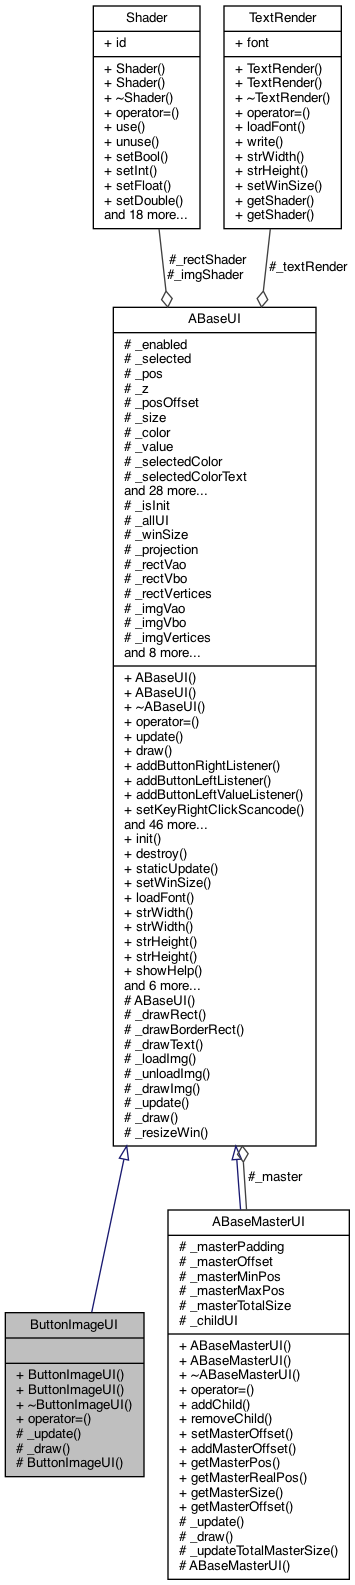 Shader
+ id
+ Shader()
+ Shader()
+ ~Shader()
+ operator=()
+ use()
+ unuse()
+ setBool()
+ setInt()
+ setFloat()
+ setDouble()
and 18 more...
TextRender
+ font
+ TextRender()
+ TextRender()
+ ~TextRender()
+ operator=()
+ loadFont()
+ write()
+ strWidth()
+ strHeight()
+ setWinSize()
+ getShader()
+ getShader()
#_rectShader
#_imgShader
#_textRender
ABaseUI
# _enabled
# _selected
# _pos
# _z
# _posOffset
# _size
# _color
# _value
# _selectedColor
# _selectedColorText
and 28 more...
# _isInit
# _allUI
# _winSize
# _projection
# _rectVao
# _rectVbo
# _rectVertices
# _imgVao
# _imgVbo
# _imgVertices
and 8 more...
+ ABaseUI()
+ ABaseUI()
+ ~ABaseUI()
+ operator=()
+ update()
+ draw()
+ addButtonRightListener()
+ addButtonLeftListener()
+ addButtonLeftValueListener()
+ setKeyRightClickScancode()
and 46 more...
+ init()
+ destroy()
+ staticUpdate()
+ setWinSize()
+ loadFont()
+ strWidth()
+ strWidth()
+ strHeight()
+ strHeight()
+ showHelp()
and 6 more...
# ABaseUI()
# _drawRect()
# _drawBorderRect()
# _drawText()
# _loadImg()
# _unloadImg()
# _drawImg()
# _update()
# _draw()
# _resizeWin()
#_master
ABaseMasterUI
# _masterPadding
# _masterOffset
# _masterMinPos
# _masterMaxPos
# _masterTotalSize
# _childUI
+ ABaseMasterUI()
+ ABaseMasterUI()
+ ~ABaseMasterUI()
+ operator=()
+ addChild()
+ removeChild()
+ setMasterOffset()
+ addMasterOffset()
+ getMasterPos()
+ getMasterRealPos()
+ getMasterSize()
+ getMasterOffset()
# _update()
# _draw()
# _updateTotalMasterSize()
# ABaseMasterUI()
ButtonImageUI
+ ButtonImageUI()
+ ButtonImageUI()
+ ~ButtonImageUI()
+ operator=()
# _update()
# _draw()
# ButtonImageUI()